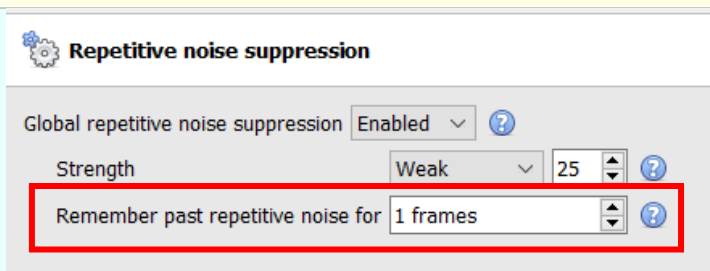 Repetitive noise suppression
Global repetitive noise suppression Enabled
Strength Weak 25
Remember past repetitive noise for 1 frames